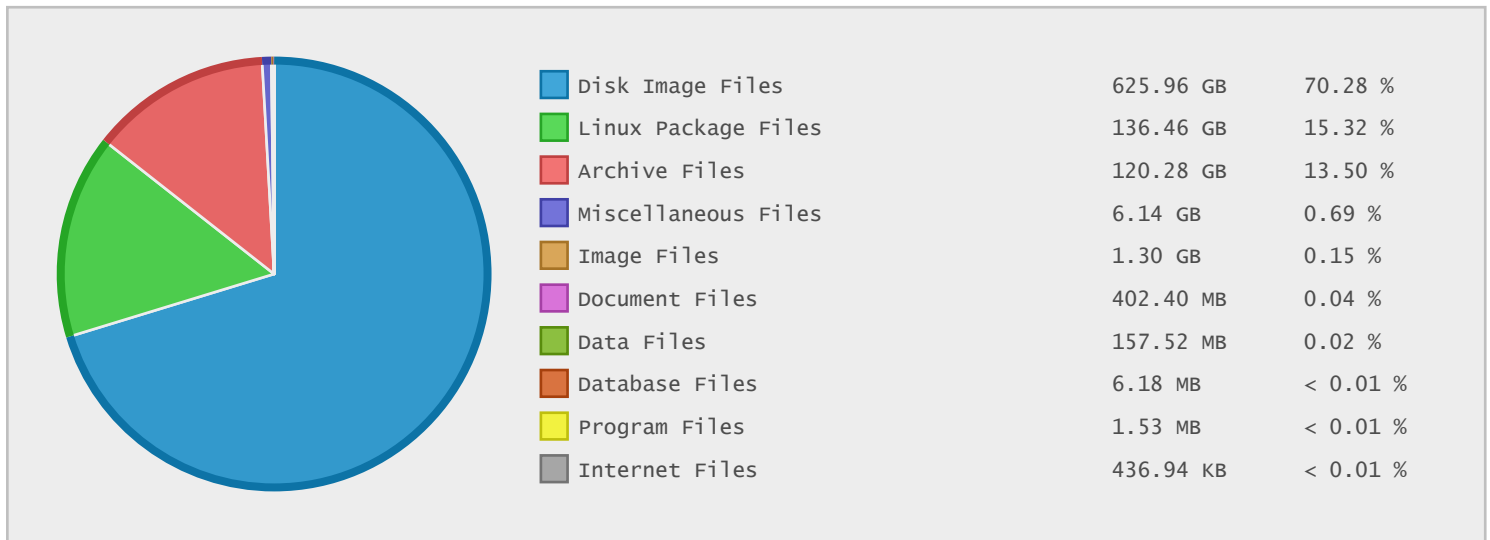 Disk Image Files 625.96 GB 70.28 %
Linux Package Files 136.46 GB 15.32 %
Archive Files 120.28 GB 13.50 %
Miscellaneous Files 6.14 GB 0.69 %
Image Files 1.30 GB 0.15 %
Document Files 402.40 MB 0.04 %
Data Files 157.52 MB 0.02 %
Database Files 6.18 MB < 0.01 %
Program Files 1.53 MB < 0.01 %
Internet Files 436.94 KB < 0.01 %